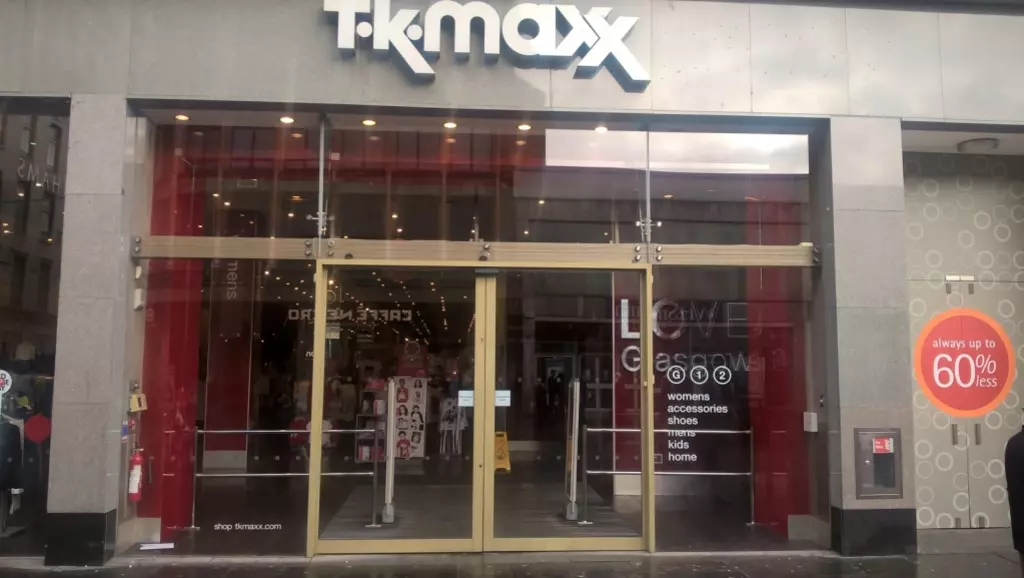 T·K·maxx
mens
CAFFE NERO
LOVE
Glasgow
G 1 2
womens
accessories
shoes
mens
kids
home
always up to
60%
less
shop tkmaxx.com